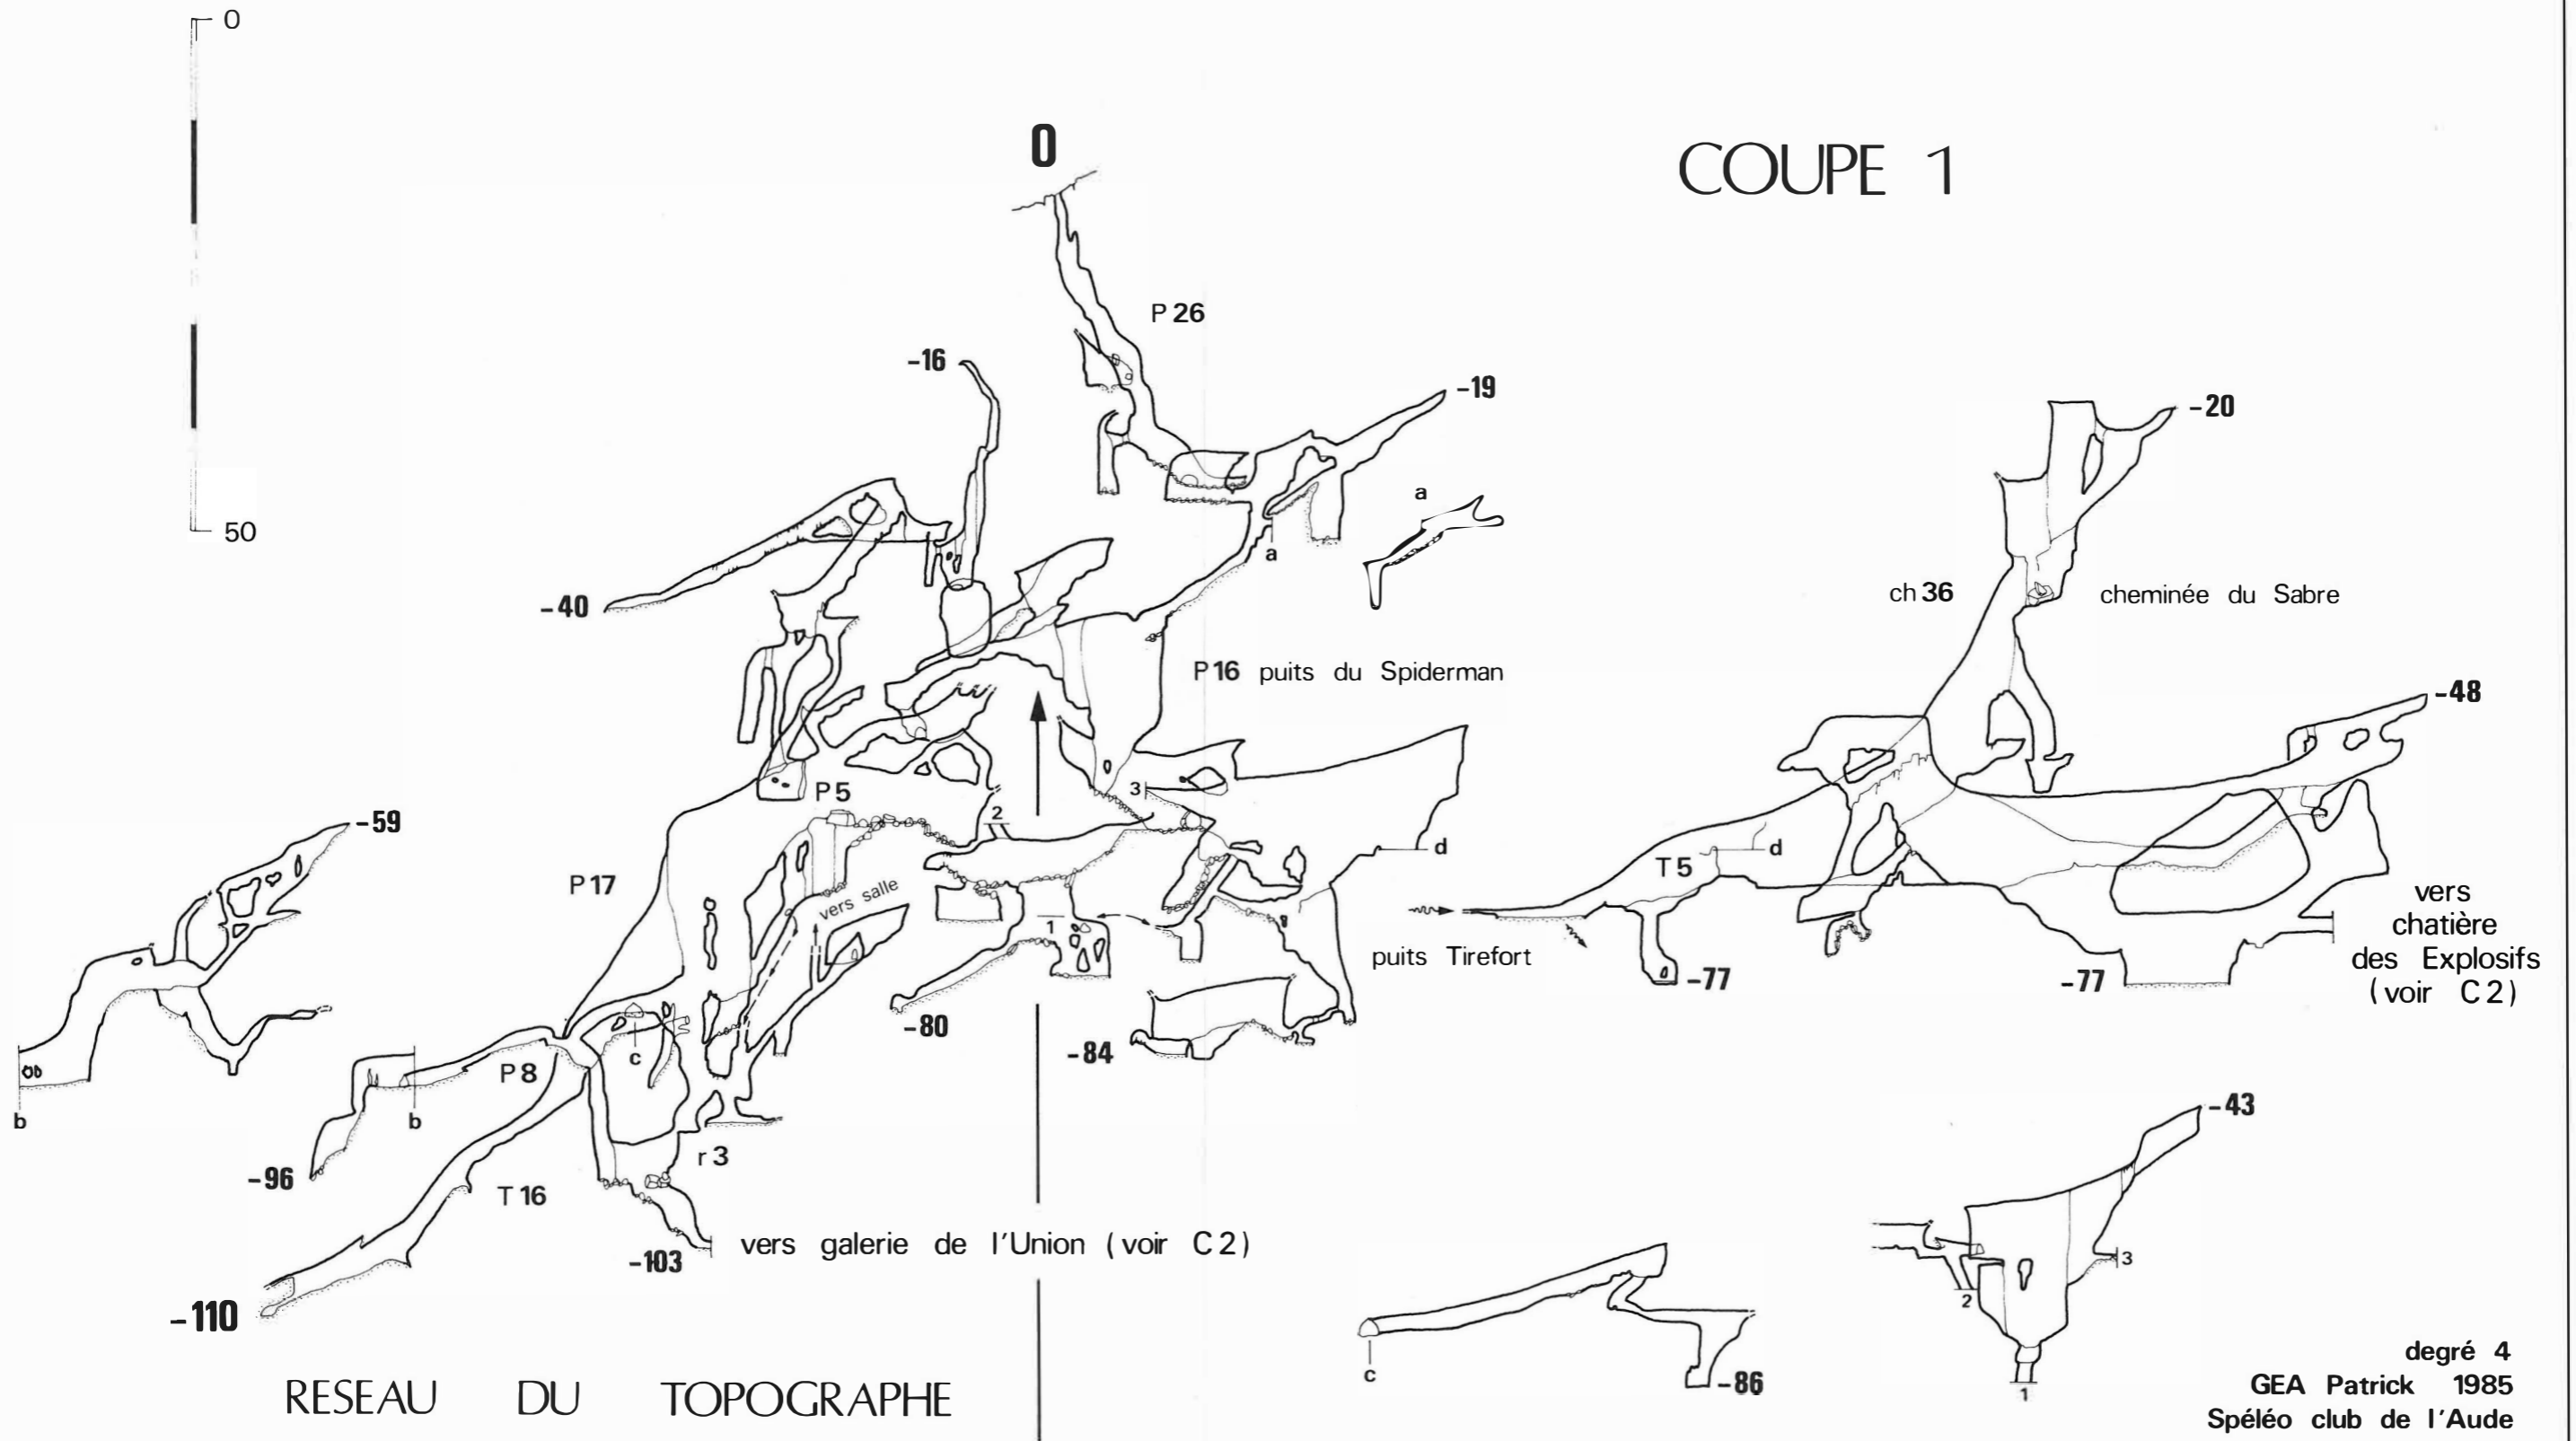 0
0
COUPE 1
P 26
-16
-19
-20
a
50
a
ch 36
cheminée du Sabre
-40
P 16 puits du Spiderman
-48
P 5
3
2
-59
d
d
T 5
P 17
vers salle
vers
chatière
des Explosifs
(voir C 2)
1
puits Tirefort
-77
-77
-80
-84
c
P 8
b
b
-43
r 3
-96
T 16
vers galerie de l'Union (voir C 2)
-103
3
2
-110
c
-86
1
RESEAU DU TOPOGRAPHE
degré 4
GEA Patrick 1985
Spéléo club de l'Aude